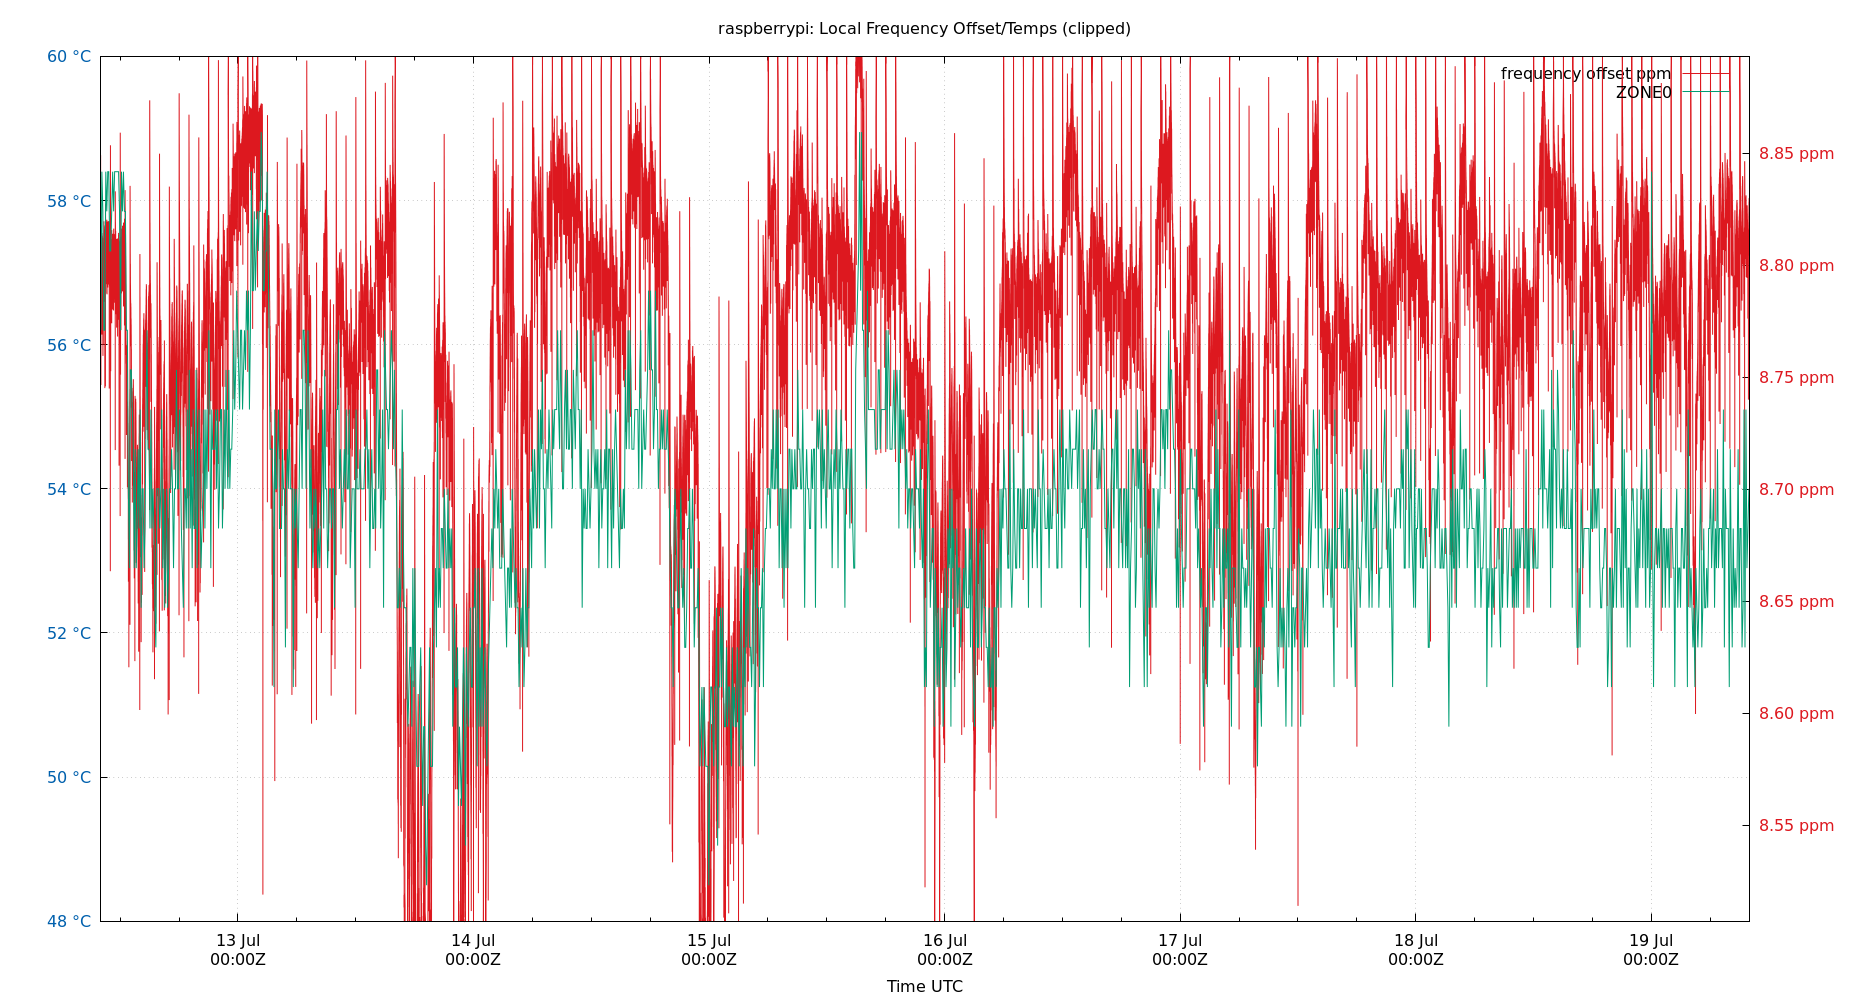 raspberrypi: Local Frequency Offset/Temps (clipped)
60 °C
58 °C
56 °C
54 °C
52 °C
50 °C
48 °C
frequency offset ppm
ZONE0
8.85 ppm
8.80 ppm
8.75 ppm
8.70 ppm
8.65 ppm
8.60 ppm
8.55 ppm
13 Jul
00:00Z
14 Jul
00:00Z
15 Jul
00:00Z
16 Jul
00:00Z
17 Jul
00:00Z
18 Jul
00:00Z
19 Jul
00:00Z
Time UTC